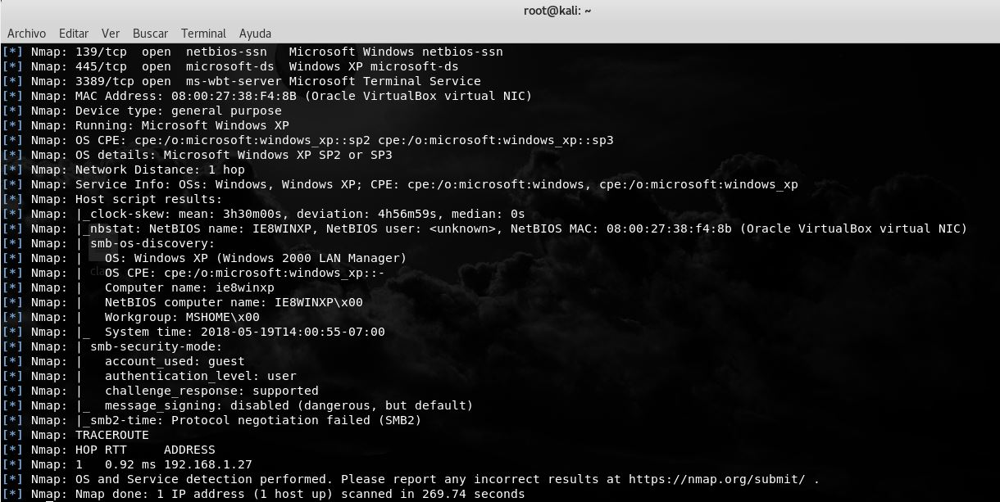 root@kali: ~
Archivo Editar Ver Buscar Terminal Ayuda
[*] Nmap: 139/tcp  open  netbios-ssn   Microsoft Windows netbios-ssn
[*] Nmap: 445/tcp  open  microsoft-ds  Windows XP microsoft-ds
[*] Nmap: 3389/tcp open  ms-wbt-server Microsoft Terminal Service
[*] Nmap: MAC Address: 08:00:27:38:F4:8B (Oracle VirtualBox virtual NIC)
[*] Nmap: Device type: general purpose
[*] Nmap: Running: Microsoft Windows XP
[*] Nmap: OS CPE: cpe:/o:microsoft:windows_xp::sp2 cpe:/o:microsoft:windows_xp::sp3
[*] Nmap: OS details: Microsoft Windows XP SP2 or SP3
[*] Nmap: Network Distance: 1 hop
[*] Nmap: Service Info: OSs: Windows, Windows XP; CPE: cpe:/o:microsoft:windows, cpe:/o:microsoft:windows_xp
[*] Nmap: Host script results:
[*] Nmap: |_clock-skew: mean: 3h30m00s, deviation: 4h56m59s, median: 0s
[*] Nmap: |_nbstat: NetBIOS name: IE8WINXP, NetBIOS user: <unknown>, NetBIOS MAC: 08:00:27:38:f4:8b (Oracle VirtualBox virtual NIC)
[*] Nmap: | smb-os-discovery:
[*] Nmap: |   OS: Windows XP (Windows 2000 LAN Manager)
[*] Nmap: |   OS CPE: cpe:/o:microsoft:windows_xp::-
[*] Nmap: |   Computer name: ie8winxp
[*] Nmap: |   NetBIOS computer name: IE8WINXP\x00
[*] Nmap: |   Workgroup: MSHOME\x00
[*] Nmap: |_  System time: 2018-05-19T14:00:55-07:00
[*] Nmap: | smb-security-mode:
[*] Nmap: |   account_used: guest
[*] Nmap: |   authentication_level: user
[*] Nmap: |   challenge_response: supported
[*] Nmap: |_  message_signing: disabled (dangerous, but default)
[*] Nmap: |_smb2-time: Protocol negotiation failed (SMB2)
[*] Nmap: TRACEROUTE
[*] Nmap: HOP RTT     ADDRESS
[*] Nmap: 1   0.92 ms 192.168.1.27
[*] Nmap: OS and Service detection performed. Please report any incorrect results at https://nmap.org/submit/ .
[*] Nmap: Nmap done: 1 IP address (1 host up) scanned in 269.74 seconds